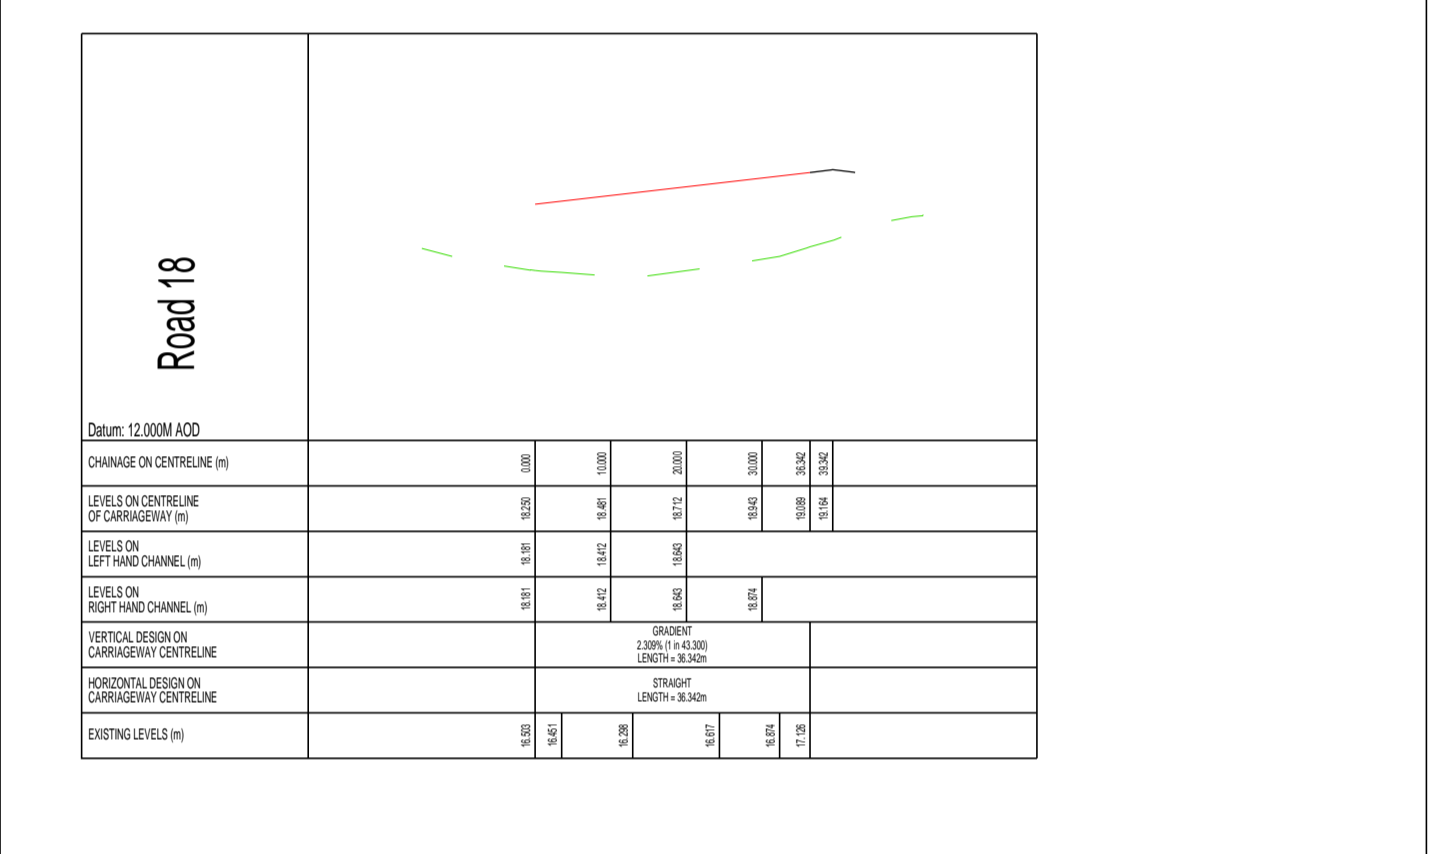 Road 18
Datum: 12.000M AOD
CHAINAGE ON CENTRELINE (m)
0.000
10.000
20.000
30.000
36.342
39.342
LEVELS ON CENTRELINE
OF CARRIAGEWAY (m)
18.250
18.481
18.712
18.943
19.089
19.164
LEVELS ON
LEFT HAND CHANNEL (m)
18.181
18.412
18.643
LEVELS ON
RIGHT HAND CHANNEL (m)
18.181
18.412
18.643
18.874
VERTICAL DESIGN ON
CARRIAGEWAY CENTRELINE
GRADIENT
2.309% (1 in 43.300)
LENGTH = 36.342m
HORIZONTAL DESIGN ON
CARRIAGEWAY CENTRELINE
STRAIGHT
LENGTH = 36.342m
EXISTING LEVELS (m)
16.503
16.451
16.298
16.617
16.874
17.126